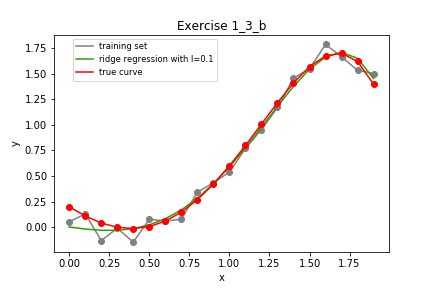 Exercise 1_3_b
training set
ridge regression with l=0.1
true curve
y
1.75
1.50
1.25
1.00
0.75
0.50
0.25
0.00
0.00 0.25 0.50 0.75 1.00 1.25 1.50 1.75
x